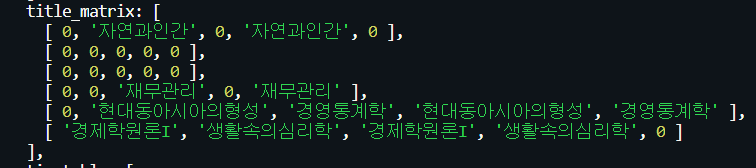 title_matrix: [
[ 0, '자연과인간', 0, '자연과인간', 0 ],
[ 0, 0, 0, 0, 0 ],
[ 0, 0, 0, 0, 0 ],
[ 0, 0, '재무관리', 0, '재무관리' ],
[ 0, '현대동아시아의형성', '경영통계학', '현대동아시아의형성', '경영통계학' ],
[ '경제학원론I', '생활속의심리학', '경제학원론I', '생활속의심리학', 0 ]
],